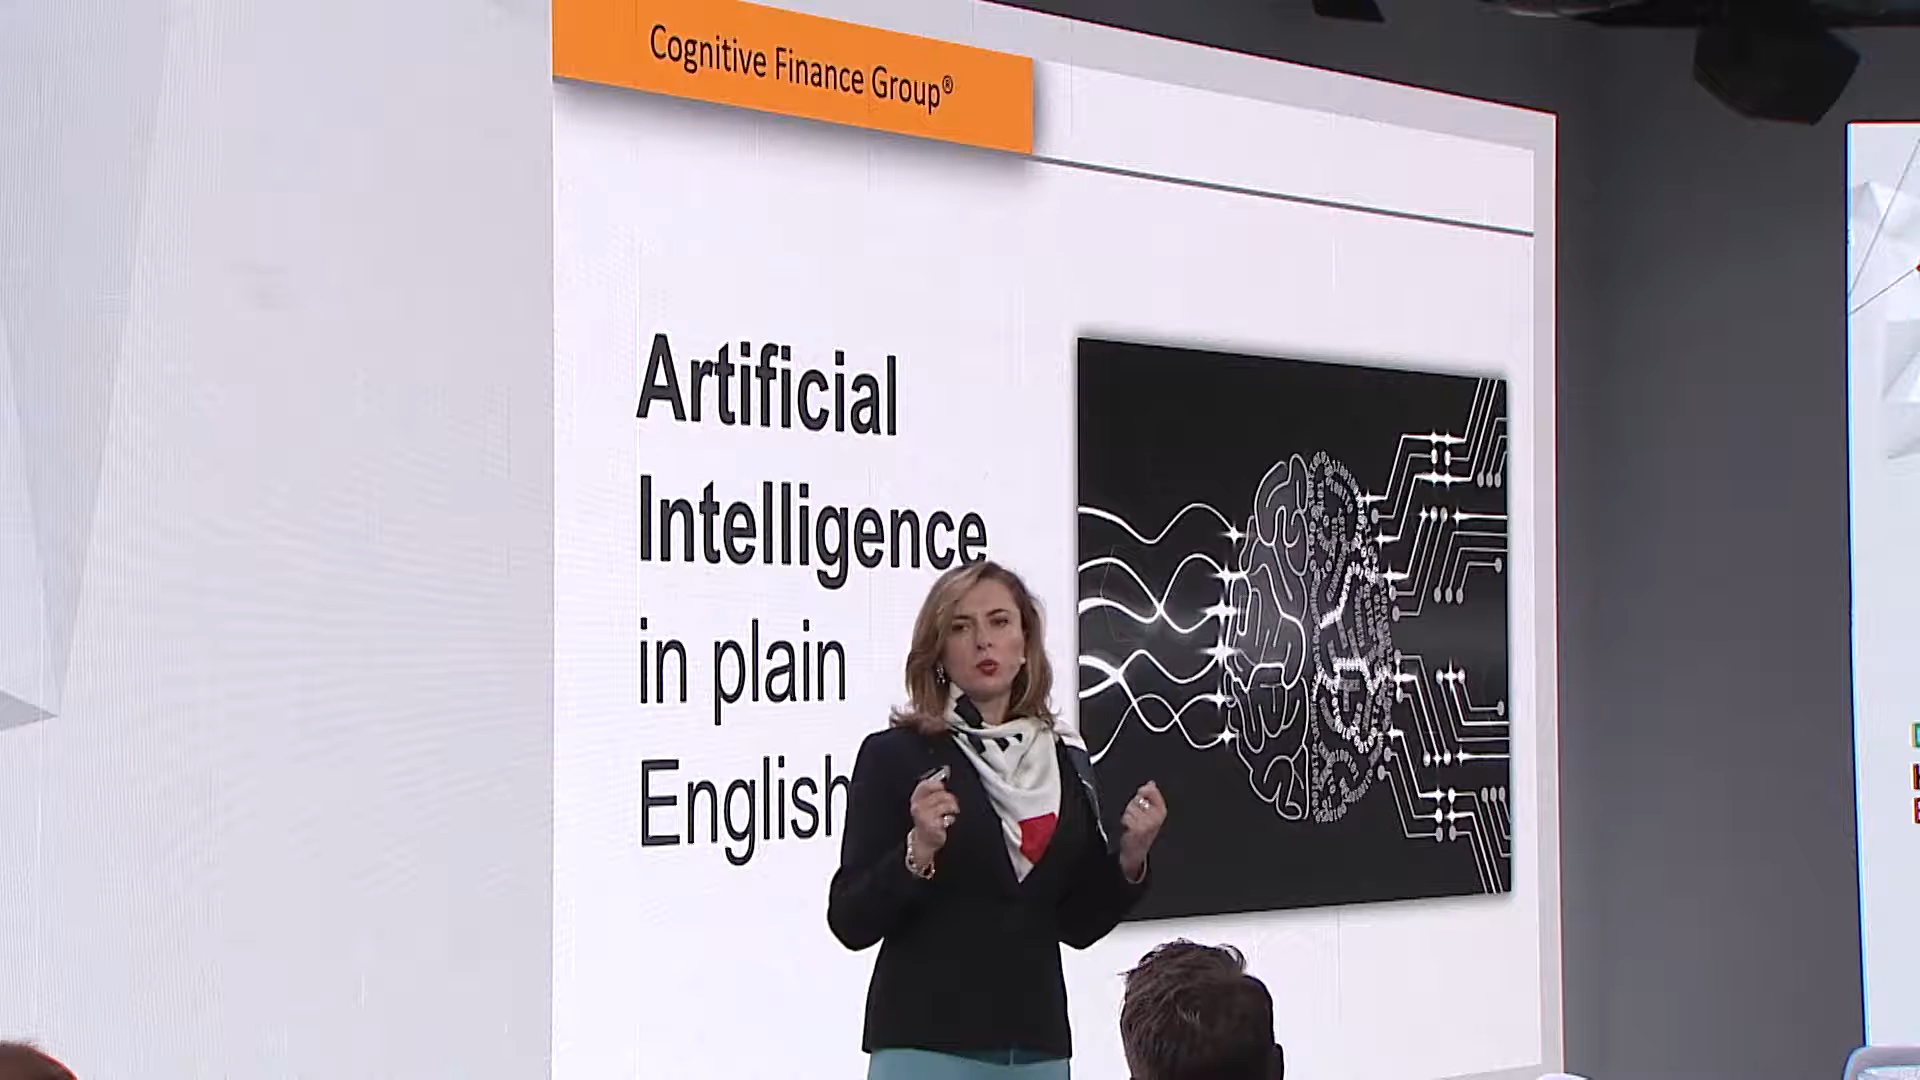 Cognitive Finance Group®
Artificial
Intelligence
in plain
English